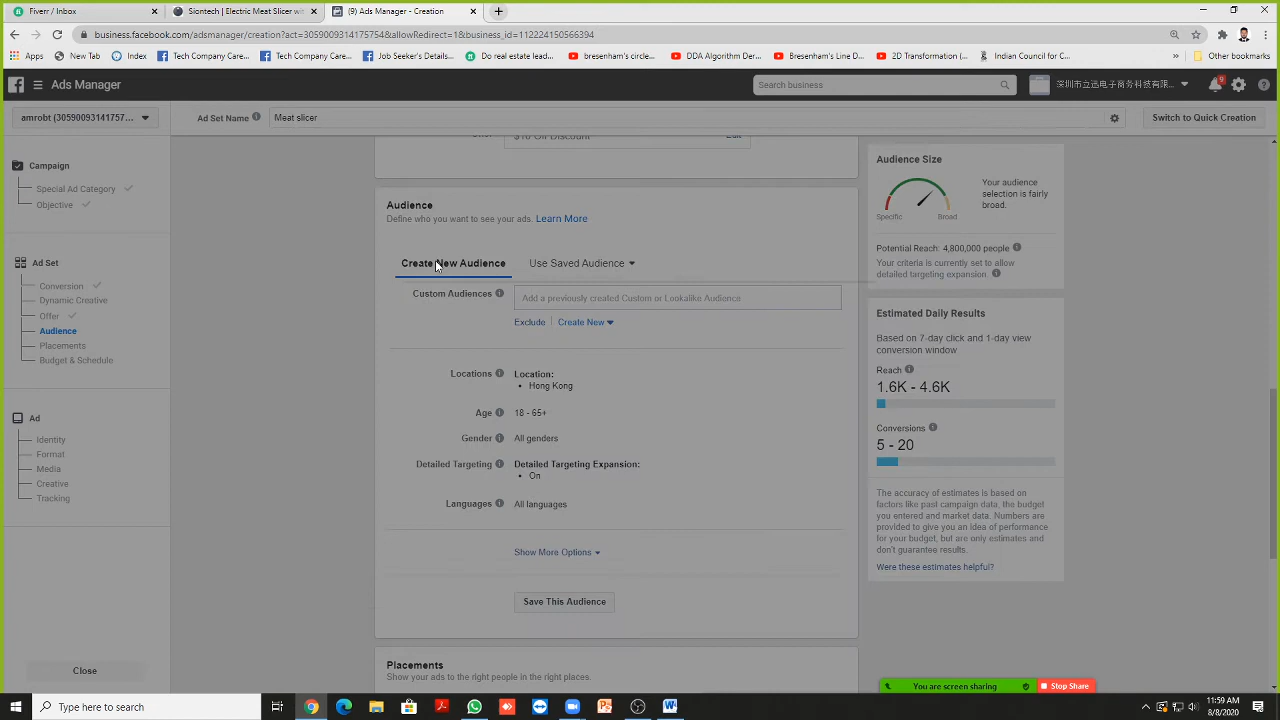 Fiverr / Inbox
Siontech | Electric Meat Slicer wit
(9) Ads Manager - Creation
business.facebook.com/adsmanager/creation?act=3059009314175754&allowRedirect=1&business_id=112224150566394
Apps
New Tab
Index
Tech Company Care...
Tech Company Care...
Job Seeker's Detail...
Do real estate lead...
bresenham's circle...
DDA Algorithm Der...
Bresenham's Line D...
2D Transformation (...
Indian Council for C...
»
Other bookmarks
Ads Manager
Search business
深圳市立迅电子商务科技有限...
9
amrobt (30590093141757...
Ad Set Name
Meat slicer
Switch to Quick Creation
Campaign
Special Ad Category
Objective
Ad Set
Conversion
Dynamic Creative
Offer
Audience
Placements
Budget & Schedule
Ad
Identity
Format
Media
Creative
Tracking
Close
$10 Off Discount
Edit
Audience
Define who you want to see your ads. Learn More
Create New Audience
Use Saved Audience
Custom Audiences
Add a previously created Custom or Lookalike Audience
Exclude
Create New
Locations
Location:
• Hong Kong
Age
18 - 65+
Gender
All genders
Detailed Targeting
Detailed Targeting Expansion:
• On
Languages
All languages
Show More Options
Save This Audience
Placements
Show your ads to the right people in the right places.
Audience Size
Specific
Broad
Your audience
selection is fairly
broad.
Potential Reach: 4,800,000 people
Your criteria is currently set to allow
detailed targeting expansion.
Estimated Daily Results
Based on 7-day click and 1-day view
conversion window
Reach
1.6K - 4.6K
Conversions
5 - 20
The accuracy of estimates is based on
factors like past campaign data, the budget
you entered and market data. Numbers are
provided to give you an idea of performance
for your budget, but are only estimates and
don't guarantee results.
Were these estimates helpful?
You are screen sharing
Stop Share
Type here to search
11:59 AM
8/8/2020